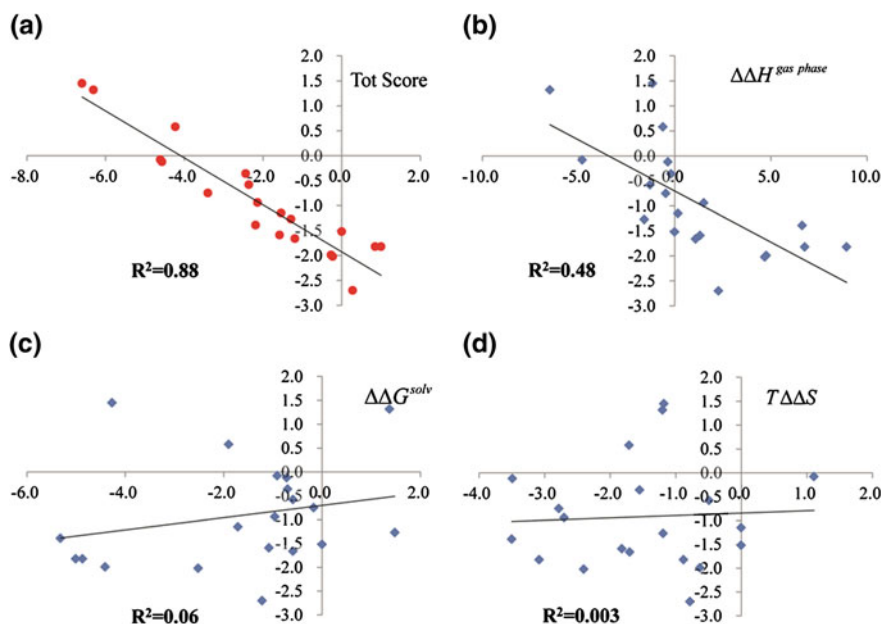 (a)
Tot Score
2.0
1.5
1.0
0.5
0.0
-0.5
-1.0
-1.5
-2.0
-2.5
-3.0
-8.0 -6.0 -4.0 -2.0 0.0 2.0
R²=0.88
(b)
ΔΔH gas phase
2.0
1.5
1.0
0.5
0.0
-0.5
-1.0
-1.5
-2.0
-2.5
-3.0
-10.0 -5.0 0.0 5.0 10.0
R²=0.48
(c)
ΔΔG solv
2.0
1.5
1.0
0.5
0.0
-0.5
-1.0
-1.5
-2.0
-2.5
-3.0
-6.0 -4.0 -2.0 0.0 2.0
R²=0.06
(d)
TΔΔS
2.0
1.5
1.0
0.5
0.0
-0.5
-1.0
-1.5
-2.0
-2.5
-3.0
-4.0 -3.0 -2.0 -1.0 0.0 1.0 2.0
R²=0.003